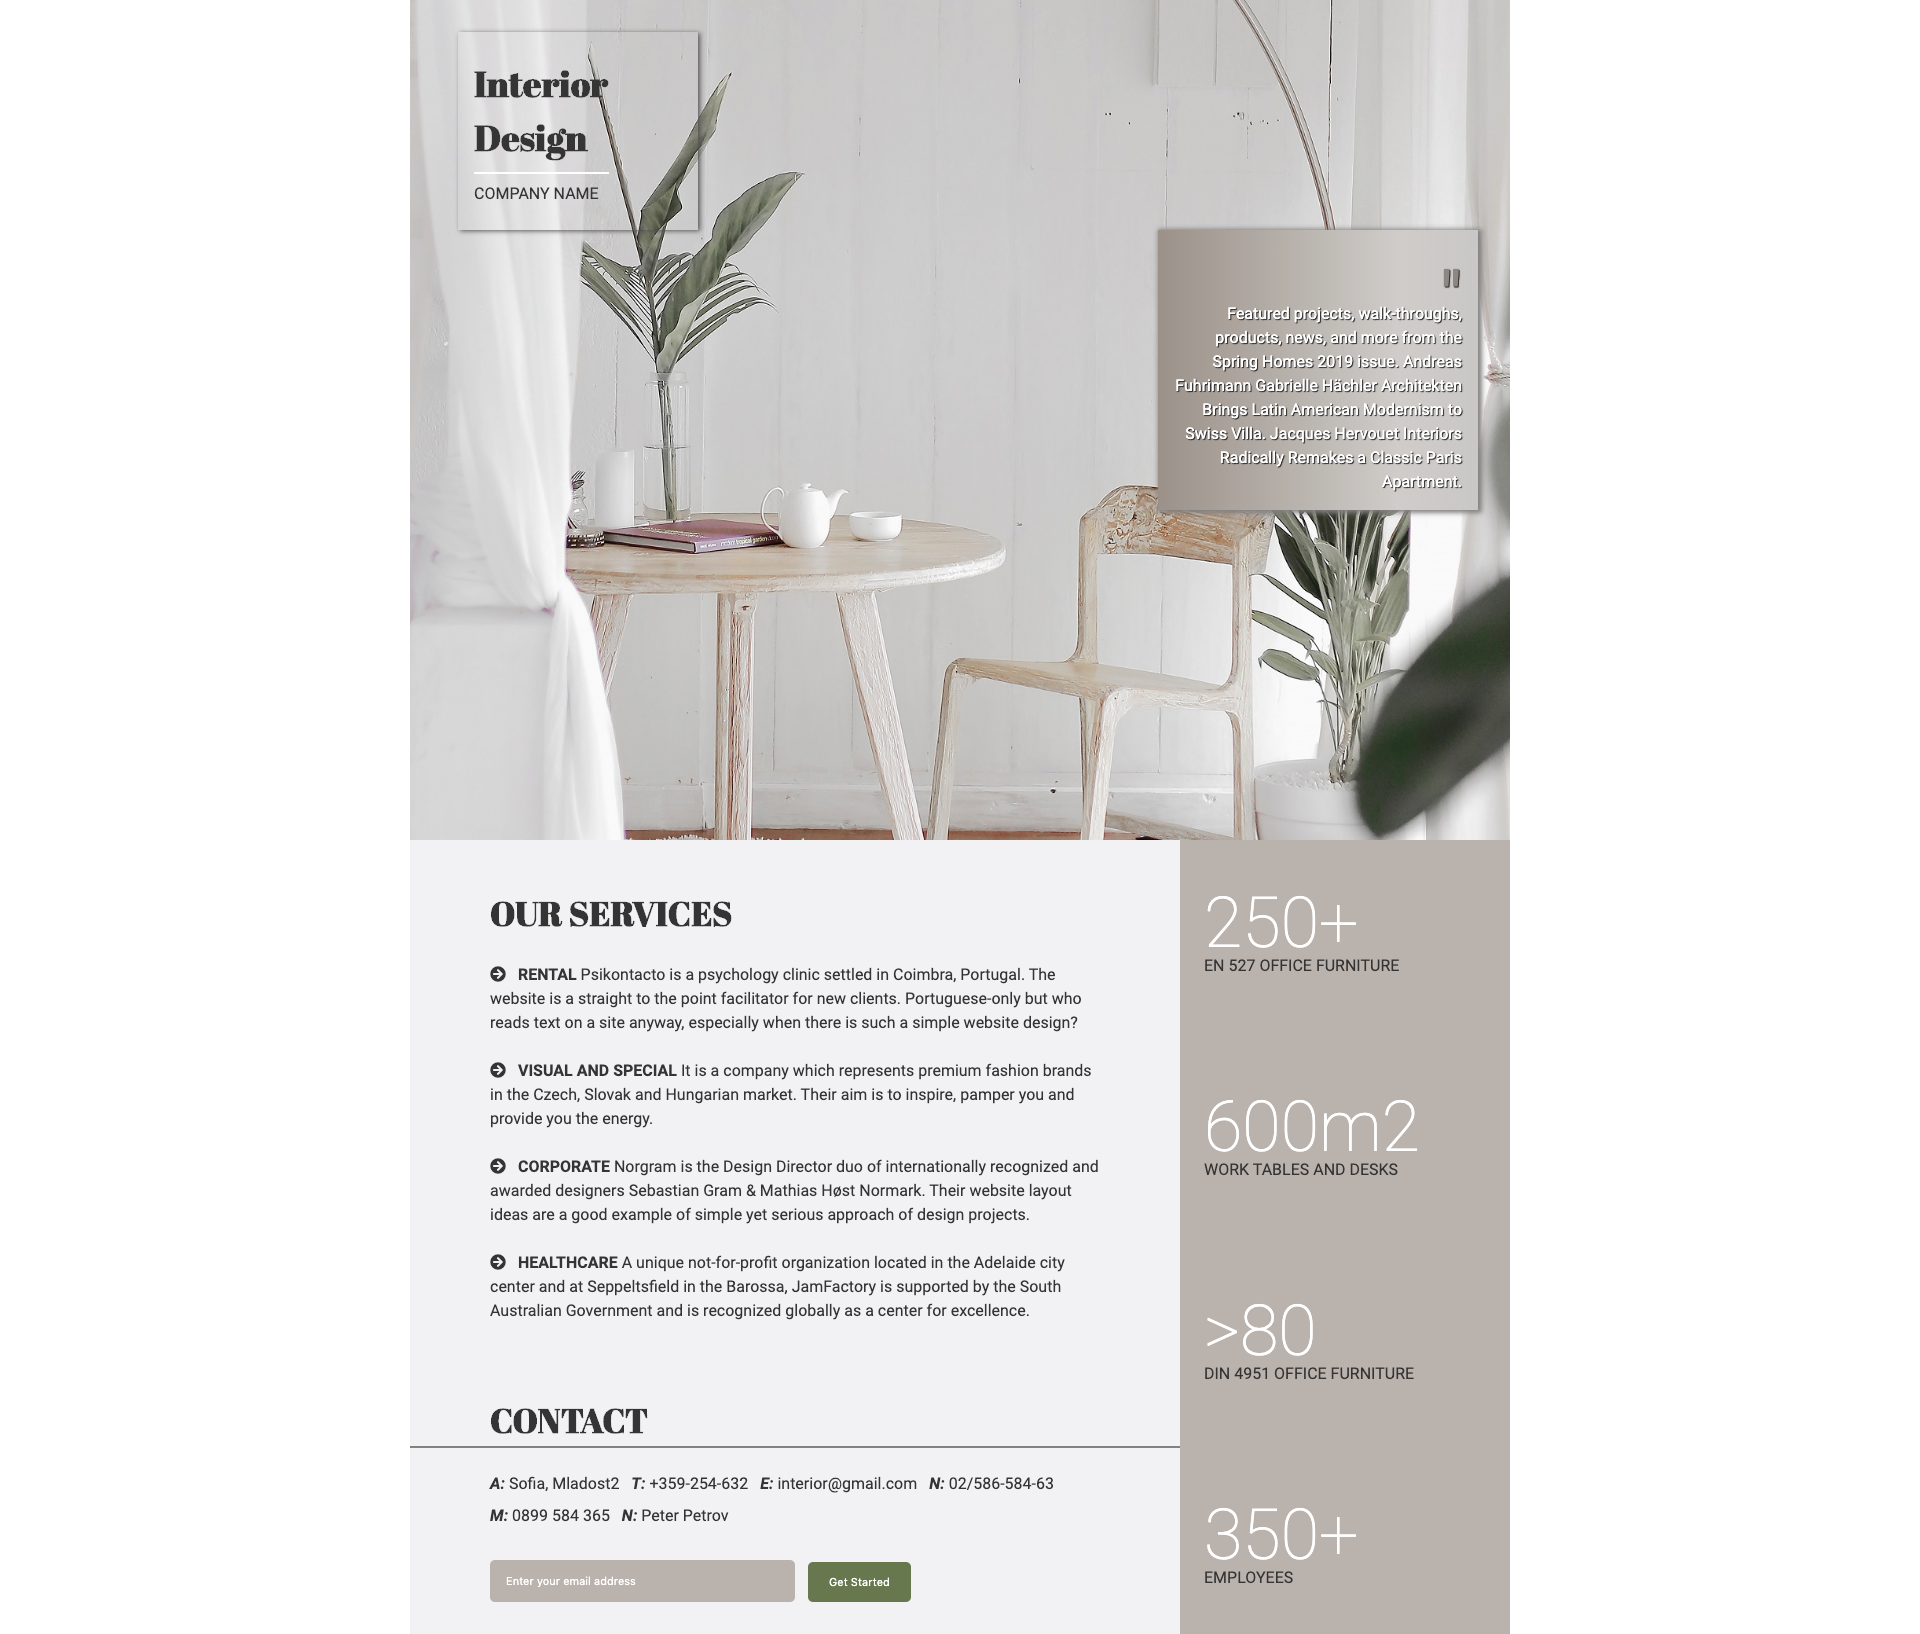 Interior
Design
COMPANY NAME
"
Featured projects, walk-throughs,
products, news, and more from the
Spring Homes 2019 issue. Andreas
Fuhrimann Gabrielle Hächler Architekten
Brings Latin American Modernism to
Swiss Villa. Jacques Hervouet Interiors
Radically Remakes a Classic Paris
Apartment.
OUR SERVICES
RENTAL Psikontacto is a psychology clinic settled in Coimbra, Portugal. The
website is a straight to the point facilitator for new clients. Portuguese-only but who
reads text on a site anyway, especially when there is such a simple website design?
VISUAL AND SPECIAL It is a company which represents premium fashion brands
in the Czech, Slovak and Hungarian market. Their aim is to inspire, pamper you and
provide you the energy.
CORPORATE Norgram is the Design Director duo of internationally recognized and
awarded designers Sebastian Gram & Mathias Høst Normark. Their website layout
ideas are a good example of simple yet serious approach of design projects.
HEALTHCARE A unique not-for-profit organization located in the Adelaide city
center and at Seppeltsfield in the Barossa, JamFactory is supported by the South
Australian Government and is recognized globally as a center for excellence.
CONTACT
A: Sofia, Mladost2 T: +359-254-632 E: interior@gmail.com N: 02/586-584-63
M: 0899 584 365 N: Peter Petrov
Enter your email address
Get Started
250+
EN 527 OFFICE FURNITURE
600m2
WORK TABLES AND DESKS
>80
DIN 4951 OFFICE FURNITURE
350+
EMPLOYEES